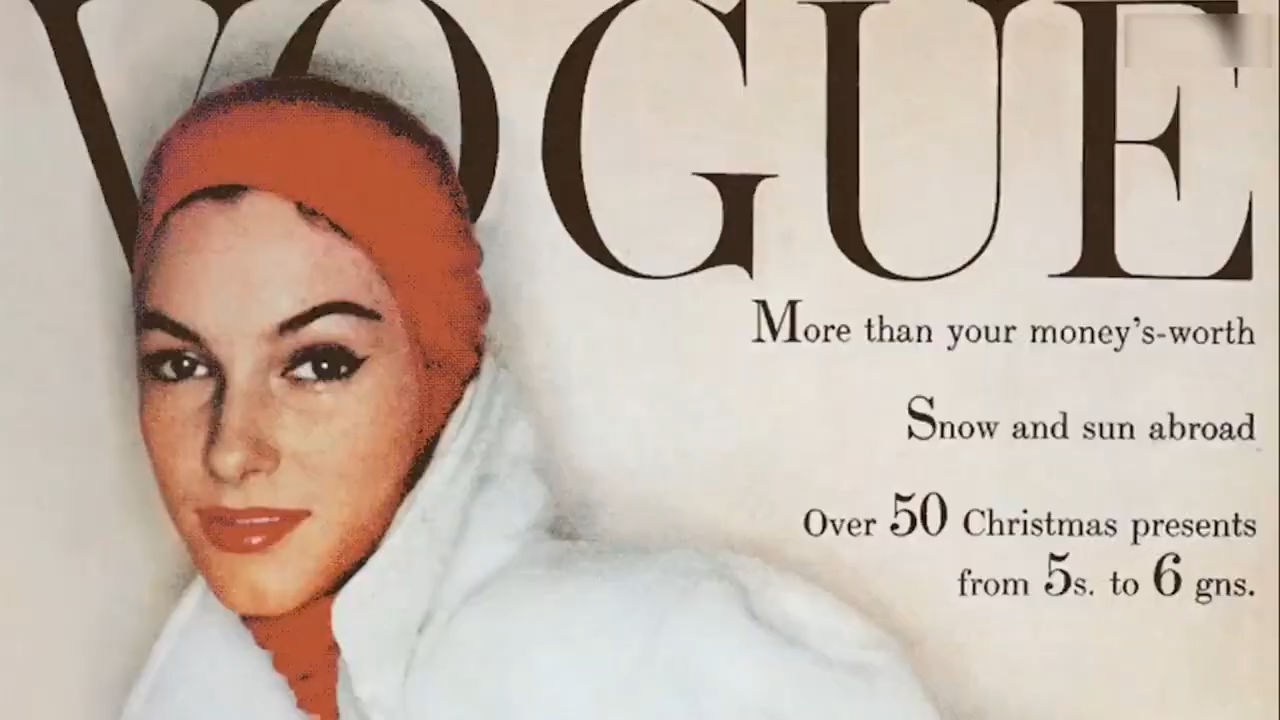 VOGUE
More than your money's-worth
Snow and sun abroad
Over 50 Christmas presents
from 5s. to 6 gns.